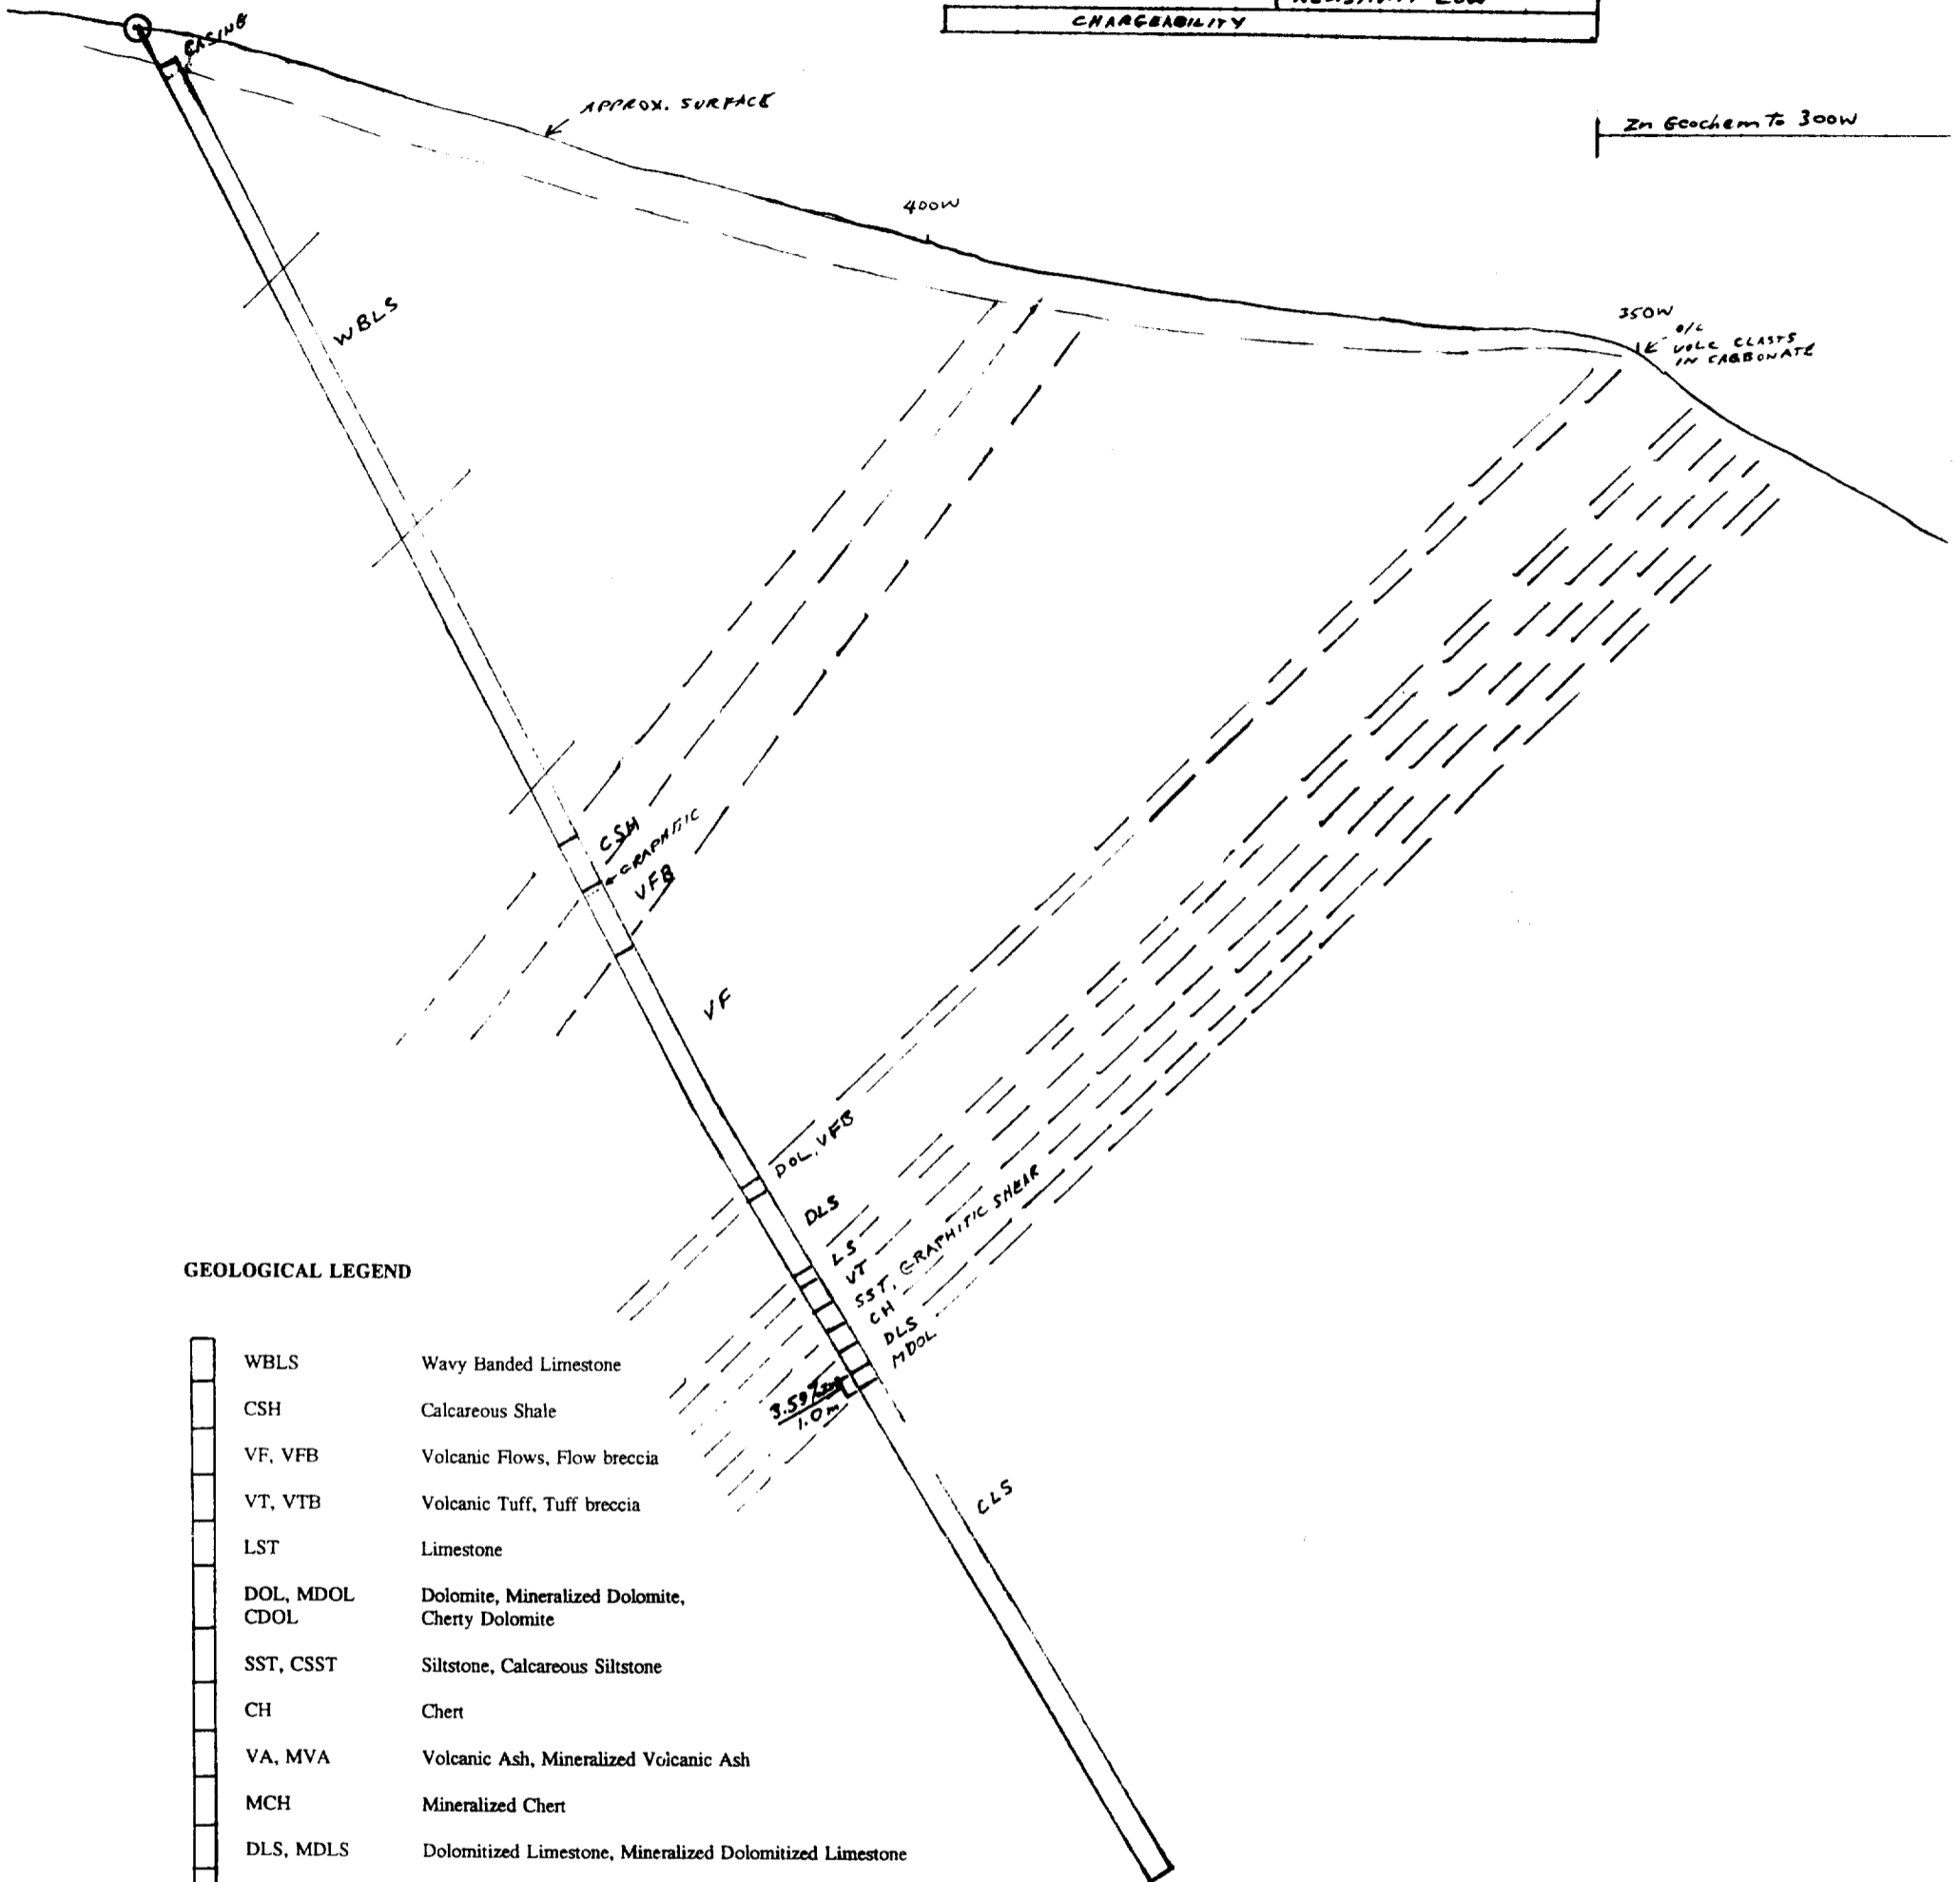 CHARGEABILITY
CASING
APPROX. SURFACE
Zn Geochem To 300W
400W
350W
O/C
VOLC CLASTS
IN CARBONATE
WBLS
CSH
GRAPHITIC
VFB
VF
DOL, VFB
DLS
LS
VT
SST, GRAPHITIC SHEAR
CH
DLS
MDOL
3.59% Zn
1.0m
CLS
GEOLOGICAL LEGEND
WBLS Wavy Banded Limestone
CSH Calcareous Shale
VF, VFB Volcanic Flows, Flow breccia
VT, VTB Volcanic Tuff, Tuff breccia
LST Limestone
DOL, MDOL Dolomite, Mineralized Dolomite,
CDOL Cherty Dolomite
SST, CSST Siltstone, Calcareous Siltstone
CH Chert
VA, MVA Volcanic Ash, Mineralized Volcanic Ash
MCH Mineralized Chert
DLS, MDLS Dolomitized Limestone, Mineralized Dolomitized Limestone